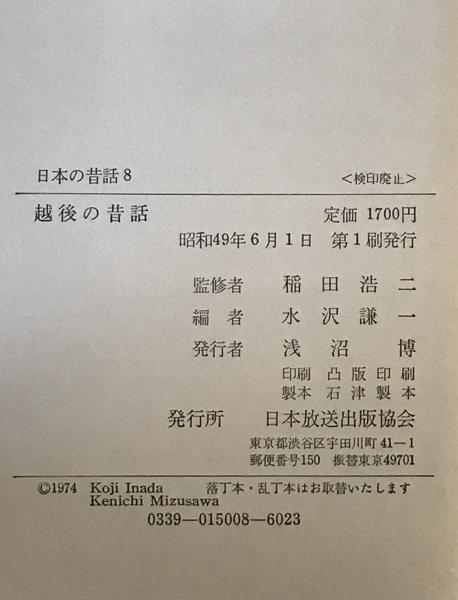 日本の昔話 8 <検印廃止>
越後の昔話 定価 1700円
昭和49年6月1日 第1刷発行
監修者 稲田浩二
編者 水沢謙一
発行者 浅沼博
印刷 凸版印刷
製本 石津製本
発行所 日本放送出版協会
東京都渋谷区宇田川町41−1
郵便番号150 振替東京49701
©1974 Koji Inada 落丁本・乱丁本はお取替いたします
Kenichi Mizusawa
0339−015008−6023